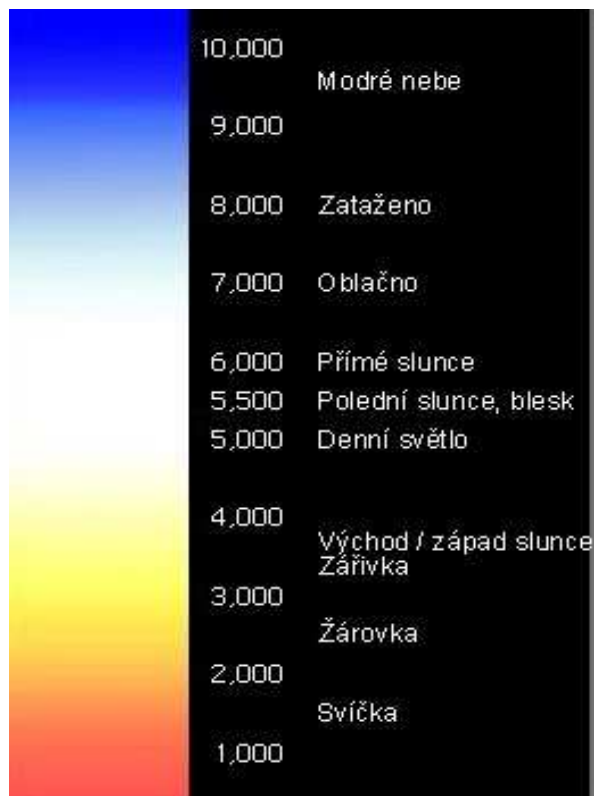 10,000
Modré nebe
9,000
8,000 Zataženo
7,000 Oblačno
6,000 Přímé slunce
5,500 Polední slunce, blesk
5,000 Denní světlo
4,000
Východ / západ slunce
Zářivka
3,000
Žárovka
2,000
Svíčka
1,000